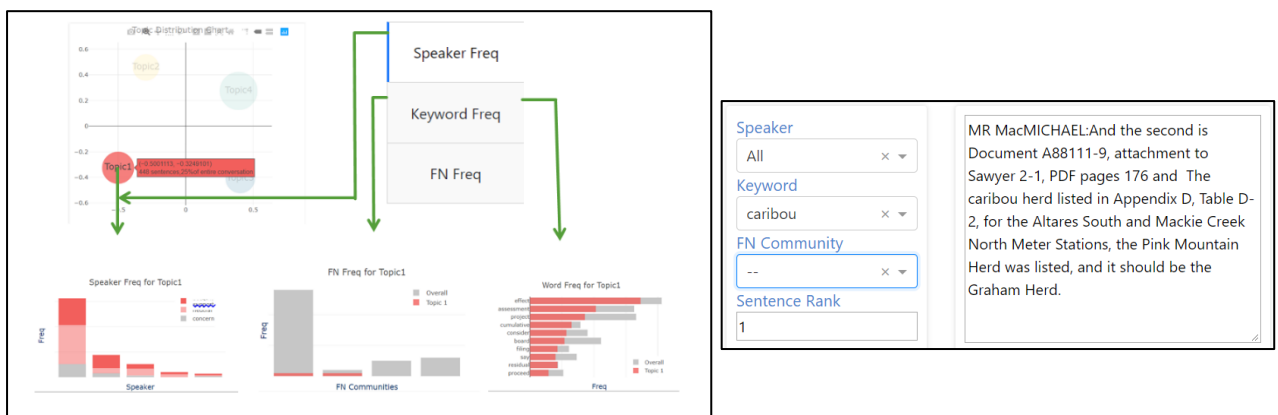 Topic Distribution Chart
0.6
0.4
0.2
0
−0.4
−0.6
0
0.5
Topic2
Topic4
Topic1
440 sentences,25%of entire conversation
Speaker Freq
Keyword Freq
FN Freq
Speaker Freq for Topic1
Freq
concern
Speaker
FN Freq for Topic1
Freq
Overall
Topic 1
FN Communities
Word Freq for Topic1
effect
assessment
project
cumulative
consider
board
filing
say
residual
proceed
Overall
Topic 1
Freq
Speaker
All
Keyword
caribou
FN Community
--
Sentence Rank
1
MR MacMICHAEL:And the second is
Document A88111-9, attachment to
Sawyer 2-1, PDF pages 176 and The
caribou herd listed in Appendix D, Table D-
2, for the Altares South and Mackie Creek
North Meter Stations, the Pink Mountain
Herd was listed, and it should be the
Graham Herd.